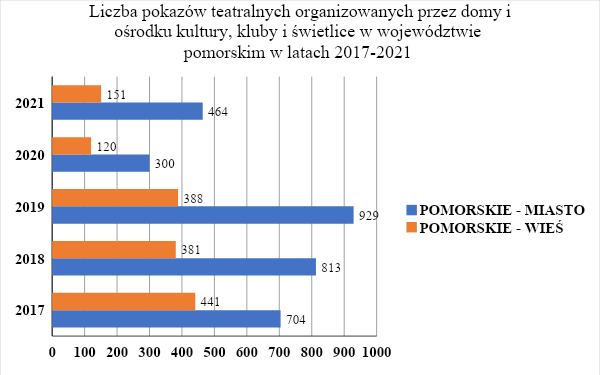 Liczba pokazów teatralnych organizowanych przez domy i
ośrodku kultury, kluby i świetlice w województwie
pomorskim w latach 2017-2021
2021
151
464
2020
120
300
2019
388
929
2018
381
813
2017
441
704
POMORSKIE - MIASTO
POMORSKIE - WIEŚ
0 100 200 300 400 500 600 700 800 900 1000